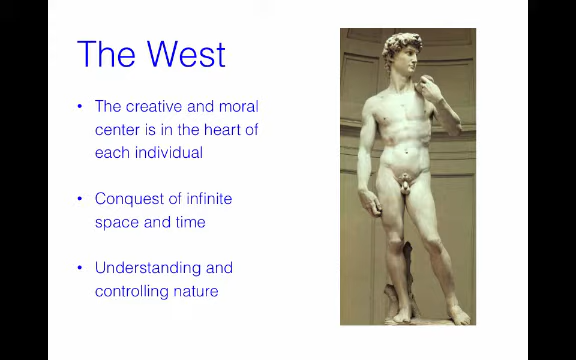 The West
• The creative and moral
center is in the heart of
each individual
• Conquest of infinite
space and time
• Understanding and
controlling nature